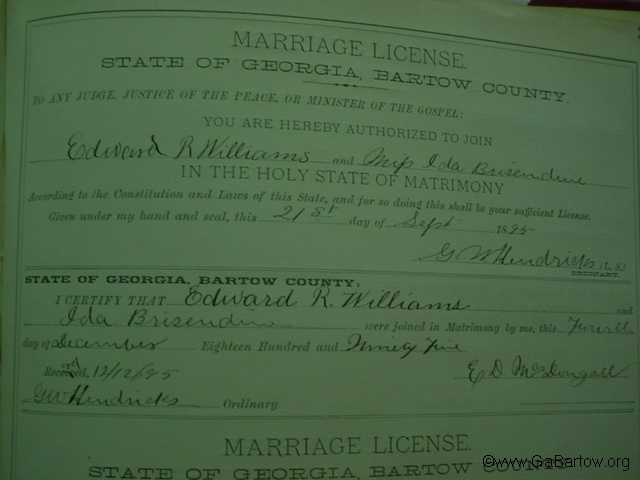 MARRIAGE LICENSE.
STATE OF GEORGIA, BARTOW COUNTY.
TO ANY JUDGE, JUSTICE OF THE PEACE, OR MINISTER OF THE GOSPEL:
YOU ARE HEREBY AUTHORIZED TO JOIN
Edward R Williams and Miss Ida Brisendine
IN THE HOLY STATE OF MATRIMONY
According to the Constitution and Laws of this State, and for so doing this shall be your sufficient License.
Given under my hand and seal, this 21st day of Sept 1895
G W Hendricks (L. S.)
ORDINARY.
STATE OF GEORGIA, BARTOW COUNTY:
I CERTIFY THAT Edward R. Williams and
Ida Brisendine were joined in Matrimony by me, this Fourth
day of December Eighteen Hundred and Ninety Five
12/12/95 E D McDougall
GW Hendricks Ordinary.
MARRIAGE LICENSE.
STATE OF GEORGIA, BARTOW COUNTY
©www.GaBartow.org